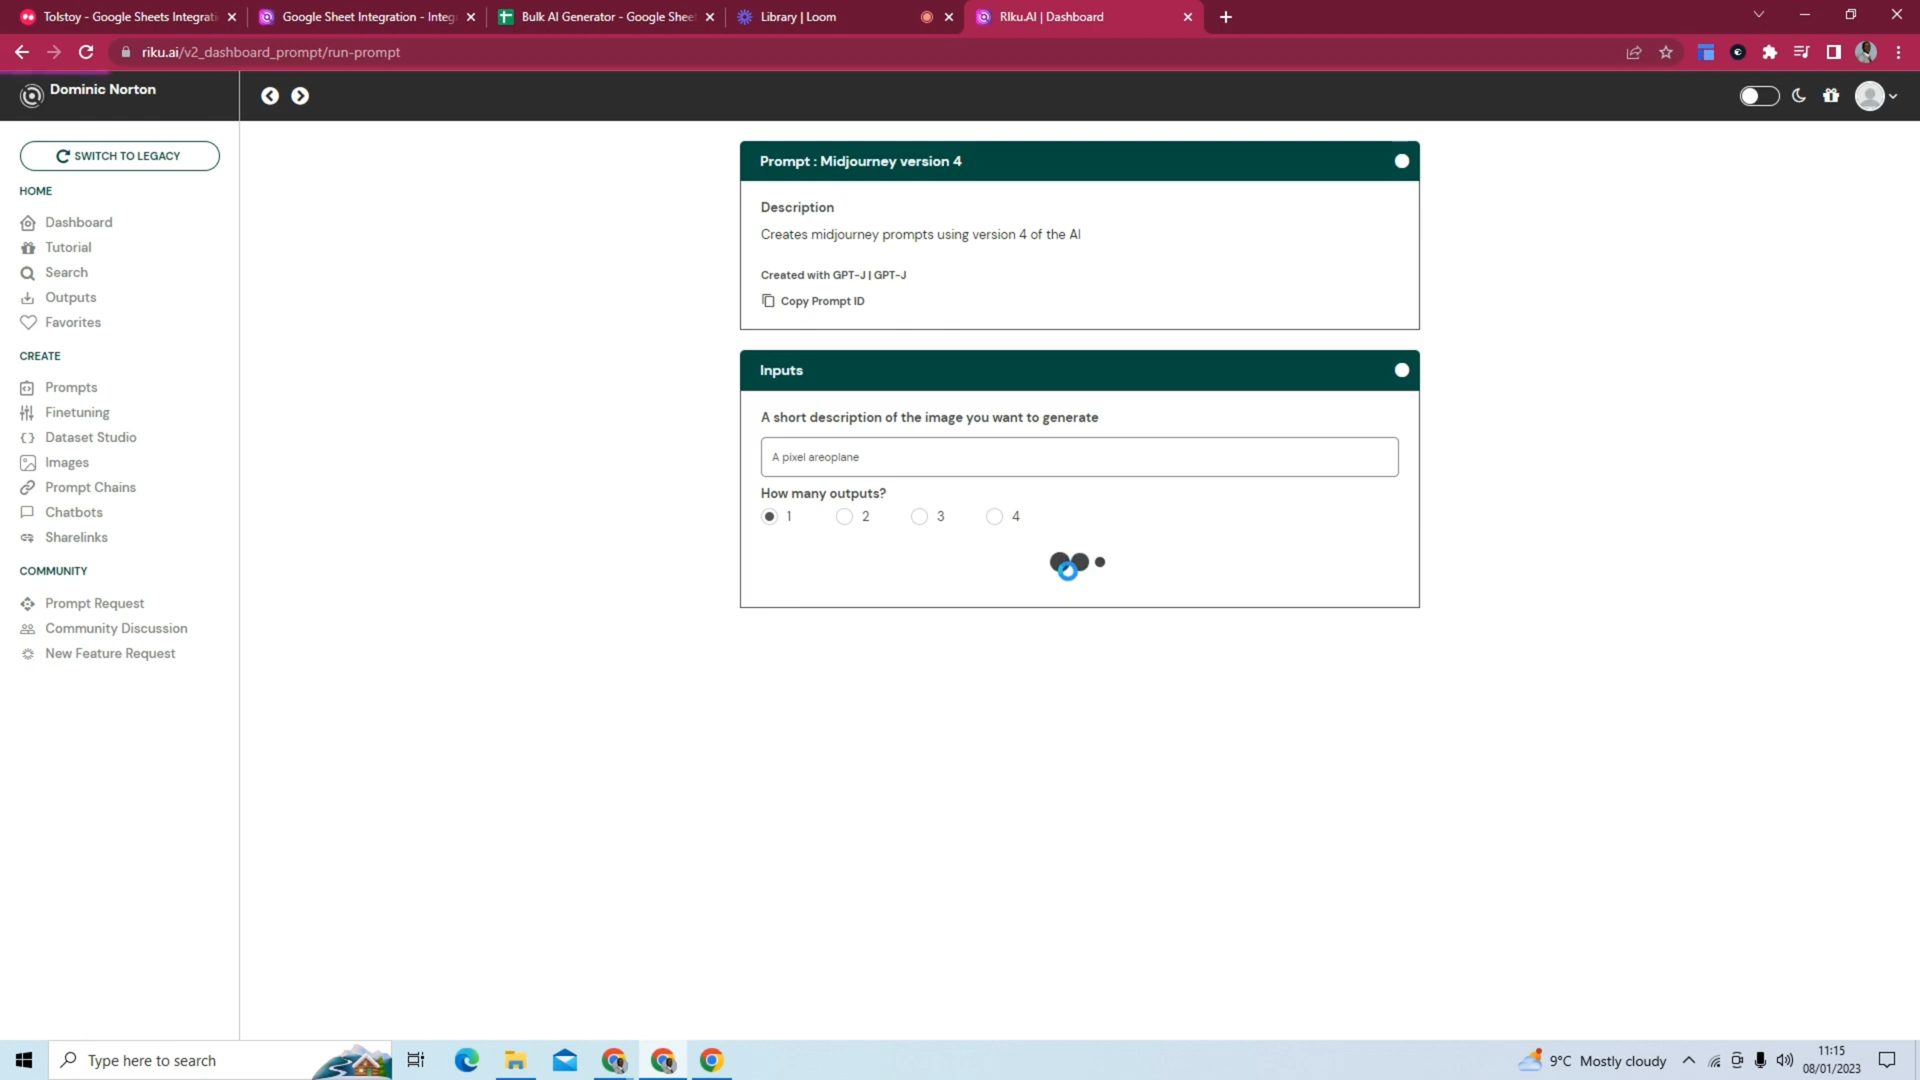 Tolstoy - Google Sheets Integrati
Google Sheet Integration - Integ
Bulk AI Generator - Google Shee
Library | Loom
RIku.AI | Dashboard
riku.ai/v2_dashboard_prompt/run-prompt
Dominic Norton
SWITCH TO LEGACY
HOME
Dashboard
Tutorial
Search
Outputs
Favorites
CREATE
Prompts
Finetuning
Dataset Studio
Images
Prompt Chains
Chatbots
Sharelinks
COMMUNITY
Prompt Request
Community Discussion
New Feature Request
Prompt : Midjourney version 4
Description
Creates midjourney prompts using version 4 of the AI
Created with GPT-J | GPT-J
Copy Prompt ID
Inputs
A short description of the image you want to generate
A pixel areoplane
How many outputs?
1 2 3 4
Type here to search
9°C Mostly cloudy
11:15
08/01/2023